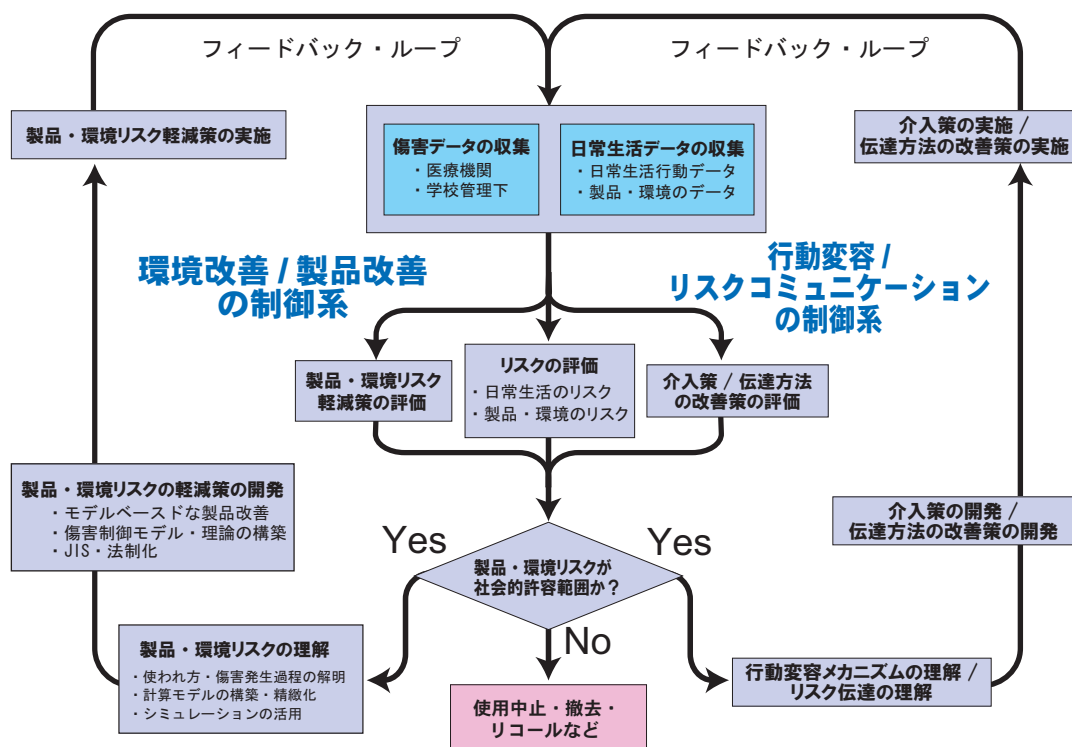 フィードバック・ループ
フィードバック・ループ
製品・環境リスク軽減策の実施
傷害データの収集
・医療機関
・学校管理下
日常生活データの収集
・日常生活行動データ
・製品・環境のデータ
介入策の実施 /
伝達方法の改善策の実施
環境改善 / 製品改善
の制御系
行動変容 /
リスクコミュニケーション
の制御系
製品・環境リスク
軽減策の評価
リスクの評価
・日常生活のリスク
・製品・環境のリスク
介入策 / 伝達方法
の改善策の評価
製品・環境リスクの軽減策の開発
・モデルベースドな製品改善
・傷害制御モデル・理論の構築
・JIS・法制化
介入策の開発 /
伝達方法の改善策の開発
Yes
Yes
製品・環境リスクが
社会的許容範囲か？
No
製品・環境リスクの理解
・使われ方・傷害発生過程の解明
・計算モデルの構築・精緻化
・シミュレーションの活用
使用中止・撤去・
リコールなど
行動変容メカニズムの理解 /
リスク伝達の理解